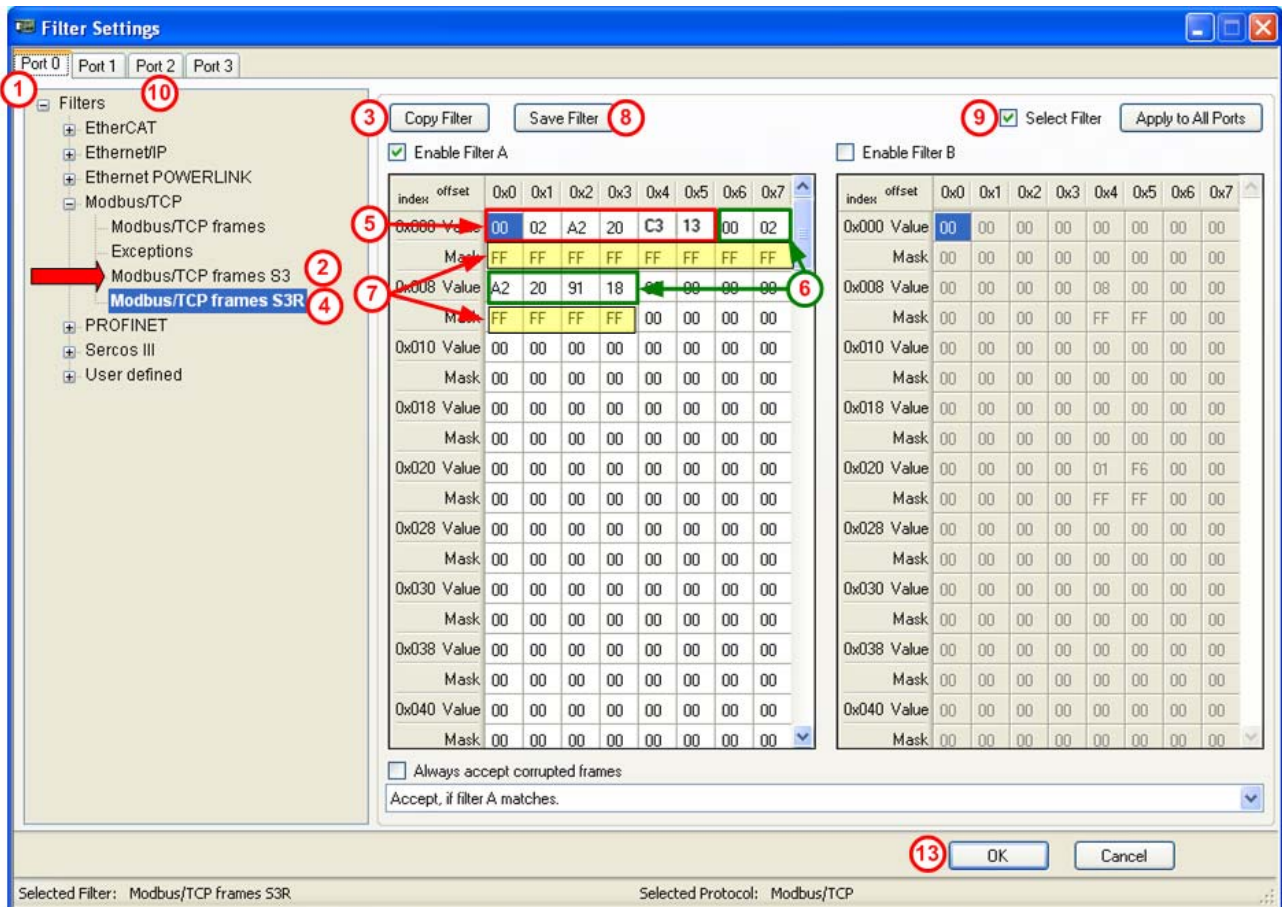 Filter Settings
Port 0 Port 1 Port 2 Port 3
1 10
Filters
EtherCAT
Ethernet/IP
Ethernet POWERLINK
Modbus/TCP
Modbus/TCP frames
Exceptions
Modbus/TCP frames S3 2
Modbus/TCP frames S3R 4
PROFINET
Sercos III
User defined
3 Copy Filter Save Filter 8
9 Select Filter Apply to All Ports
Enable Filter A
index offset 0x0 0x1 0x2 0x3 0x4 0x5 0x6 0x7
5 0x000 Value 00 02 A2 20 C3 13 00 02
Mask FF FF FF FF FF FF FF FF
7 0x008 Value A2 20 91 18 00 00 00 6
Mask FF FF FF FF 00 00 00 00
0x010 Value 00 00 00 00 00 00 00 00
Mask 00 00 00 00 00 00 00 00
0x018 Value 00 00 00 00 00 00 00 00
Mask 00 00 00 00 00 00 00 00
0x020 Value 00 00 00 00 00 00 00 00
Mask 00 00 00 00 00 00 00 00
0x028 Value 00 00 00 00 00 00 00 00
Mask 00 00 00 00 00 00 00 00
0x030 Value 00 00 00 00 00 00 00 00
Mask 00 00 00 00 00 00 00 00
0x038 Value 00 00 00 00 00 00 00 00
Mask 00 00 00 00 00 00 00 00
0x040 Value 00 00 00 00 00 00 00 00
Mask 00 00 00 00 00 00 00 00
Enable Filter B
index offset 0x0 0x1 0x2 0x3 0x4 0x5 0x6 0x7
0x000 Value 00 00 00 00 00 00 00 00
Mask 00 00 00 00 00 00 00 00
0x008 Value 00 00 00 00 08 00 00 00
Mask 00 00 00 00 FF FF 00 00
0x010 Value 00 00 00 00 00 00 00 00
Mask 00 00 00 00 00 00 00 00
0x018 Value 00 00 00 00 00 00 00 00
Mask 00 00 00 00 00 00 00 00
0x020 Value 00 00 00 00 01 F6 00 00
Mask 00 00 00 00 FF FF 00 00
0x028 Value 00 00 00 00 00 00 00 00
Mask 00 00 00 00 00 00 00 00
0x030 Value 00 00 00 00 00 00 00 00
Mask 00 00 00 00 00 00 00 00
0x038 Value 00 00 00 00 00 00 00 00
Mask 00 00 00 00 00 00 00 00
0x040 Value 00 00 00 00 00 00 00 00
Mask 00 00 00 00 00 00 00 00
Always accept corrupted frames
Accept, if filter A matches.
13 OK Cancel
Selected Filter: Modbus/TCP frames S3R Selected Protocol: Modbus/TCP